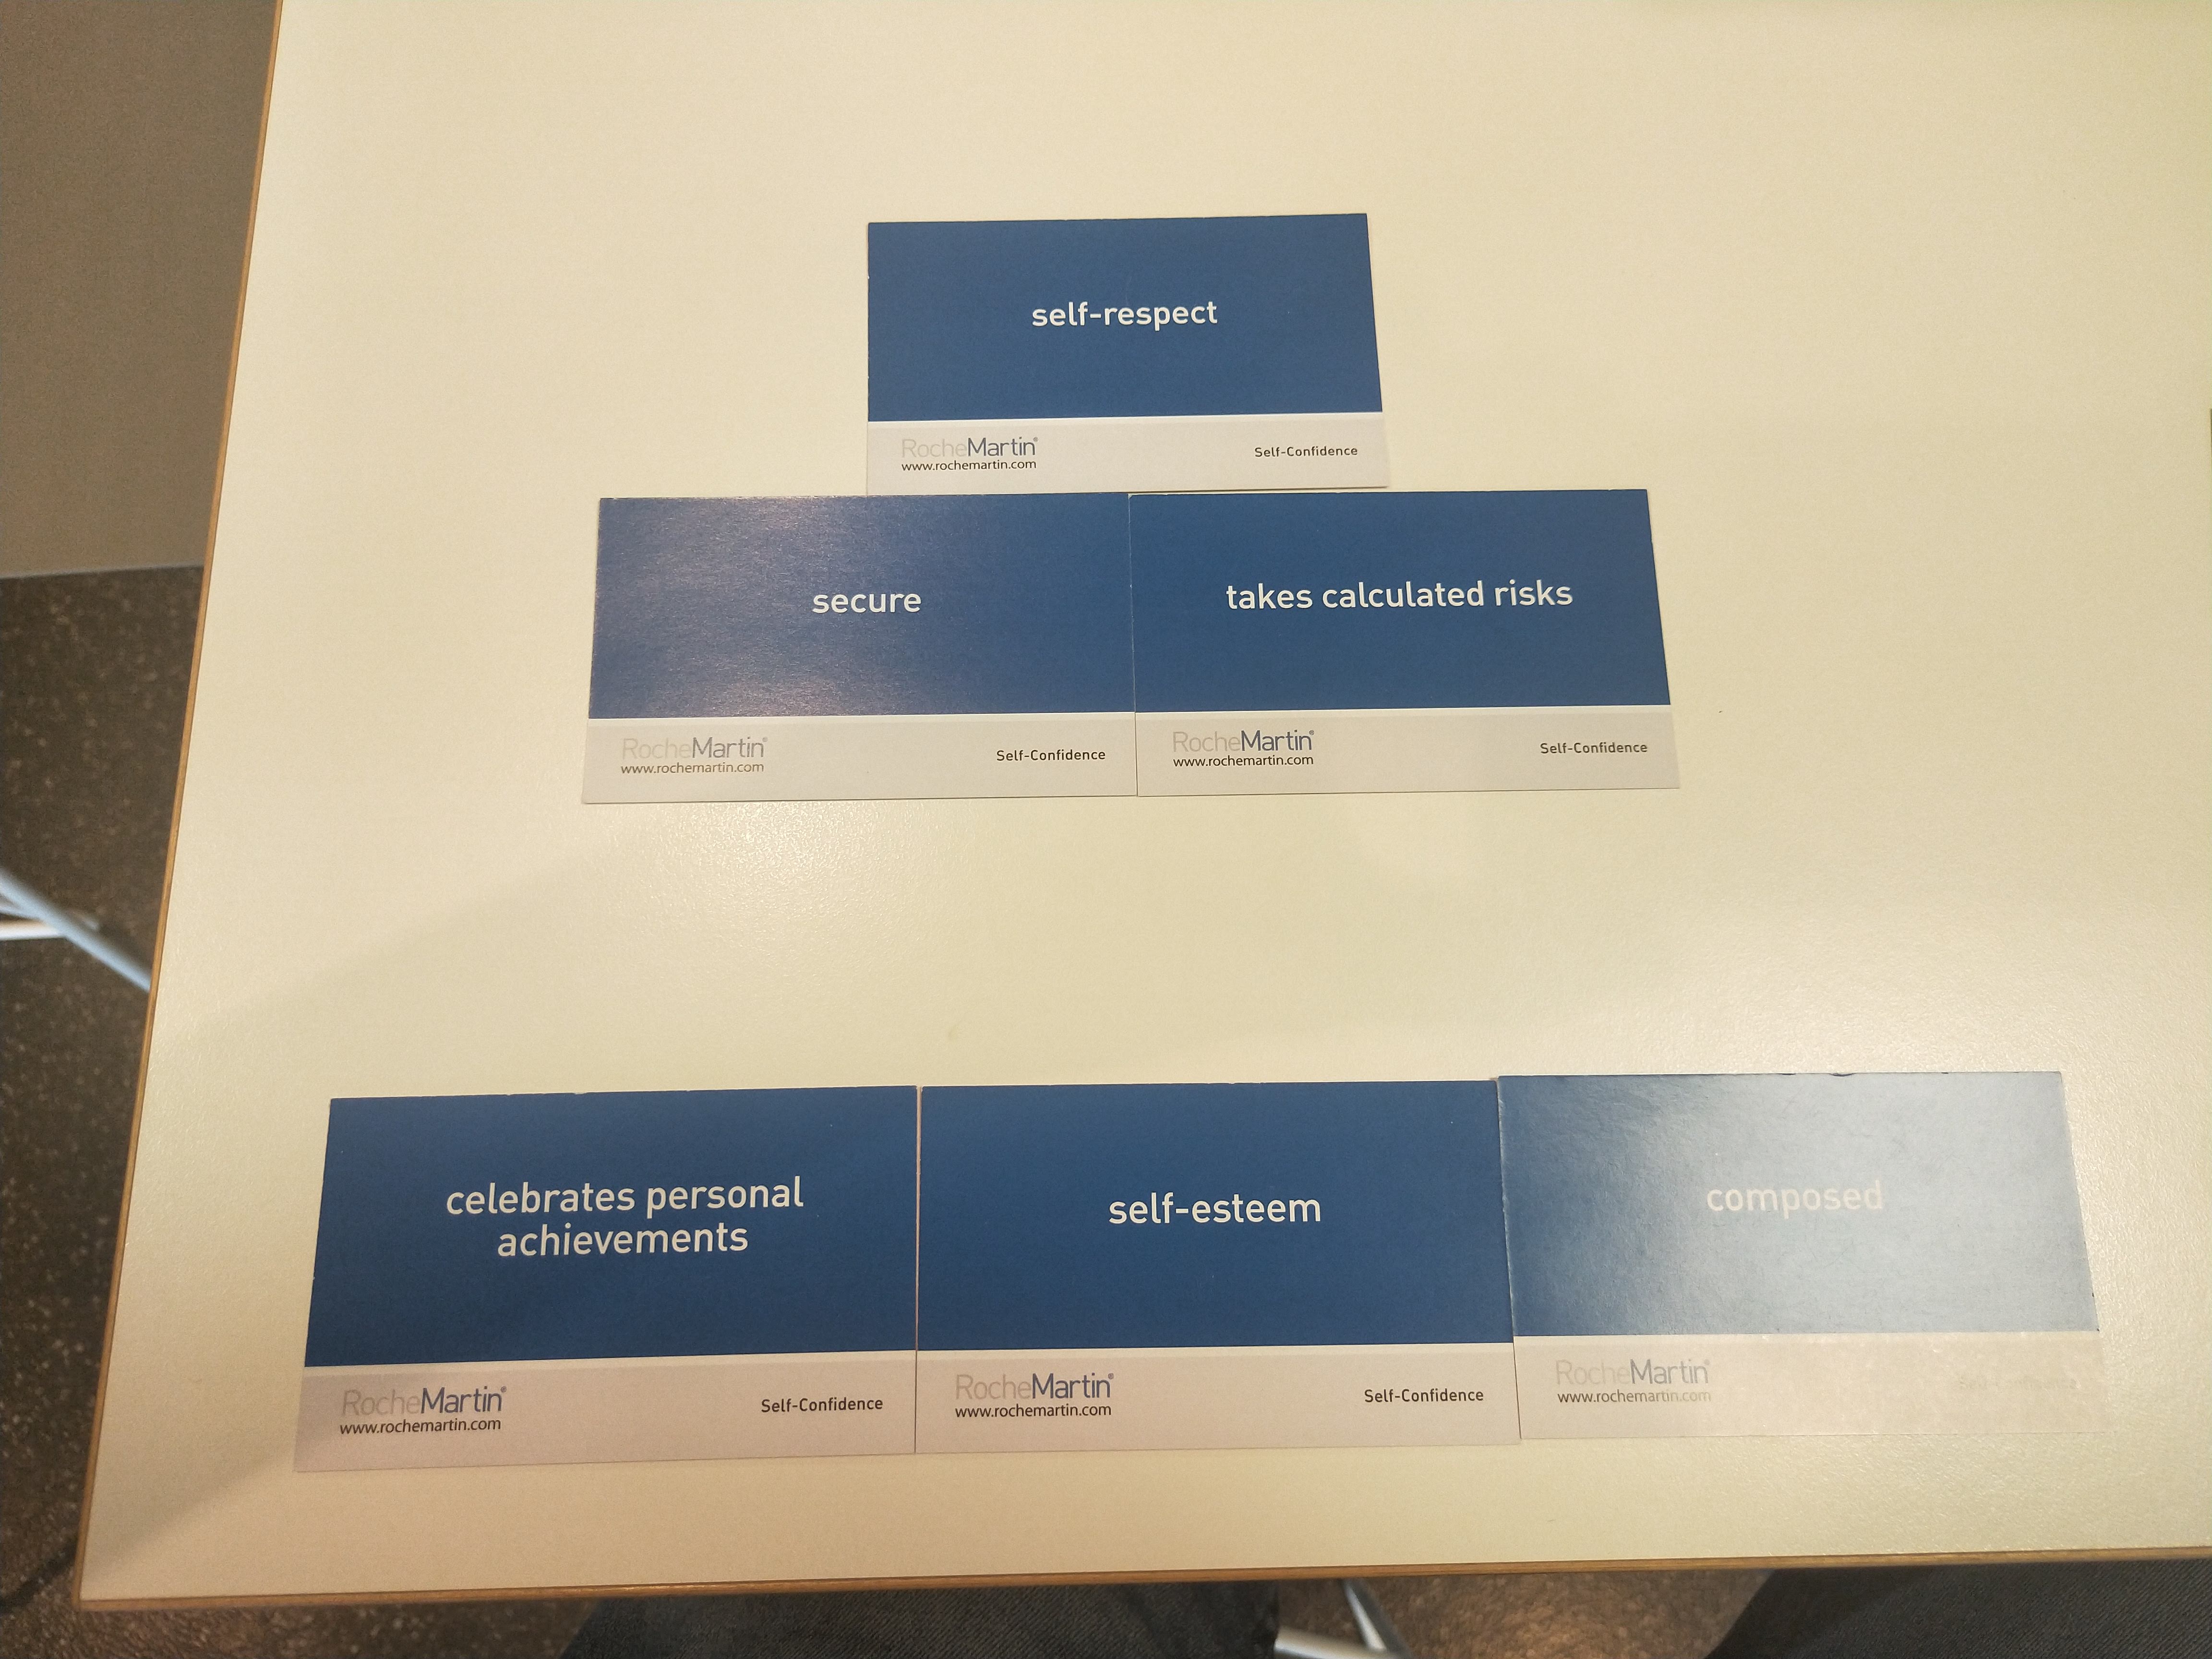 self-respect
RocheMartin®
www.rochemartin.com
Self-Confidence
secure
RocheMartin®
www.rochemartin.com
Self-Confidence
takes calculated risks
RocheMartin®
www.rochemartin.com
Self-Confidence
celebrates personal
achievements
RocheMartin®
www.rochemartin.com
Self-Confidence
self-esteem
RocheMartin®
www.rochemartin.com
Self-Confidence
composed
RocheMartin®
www.rochemartin.com
Self-Confidence